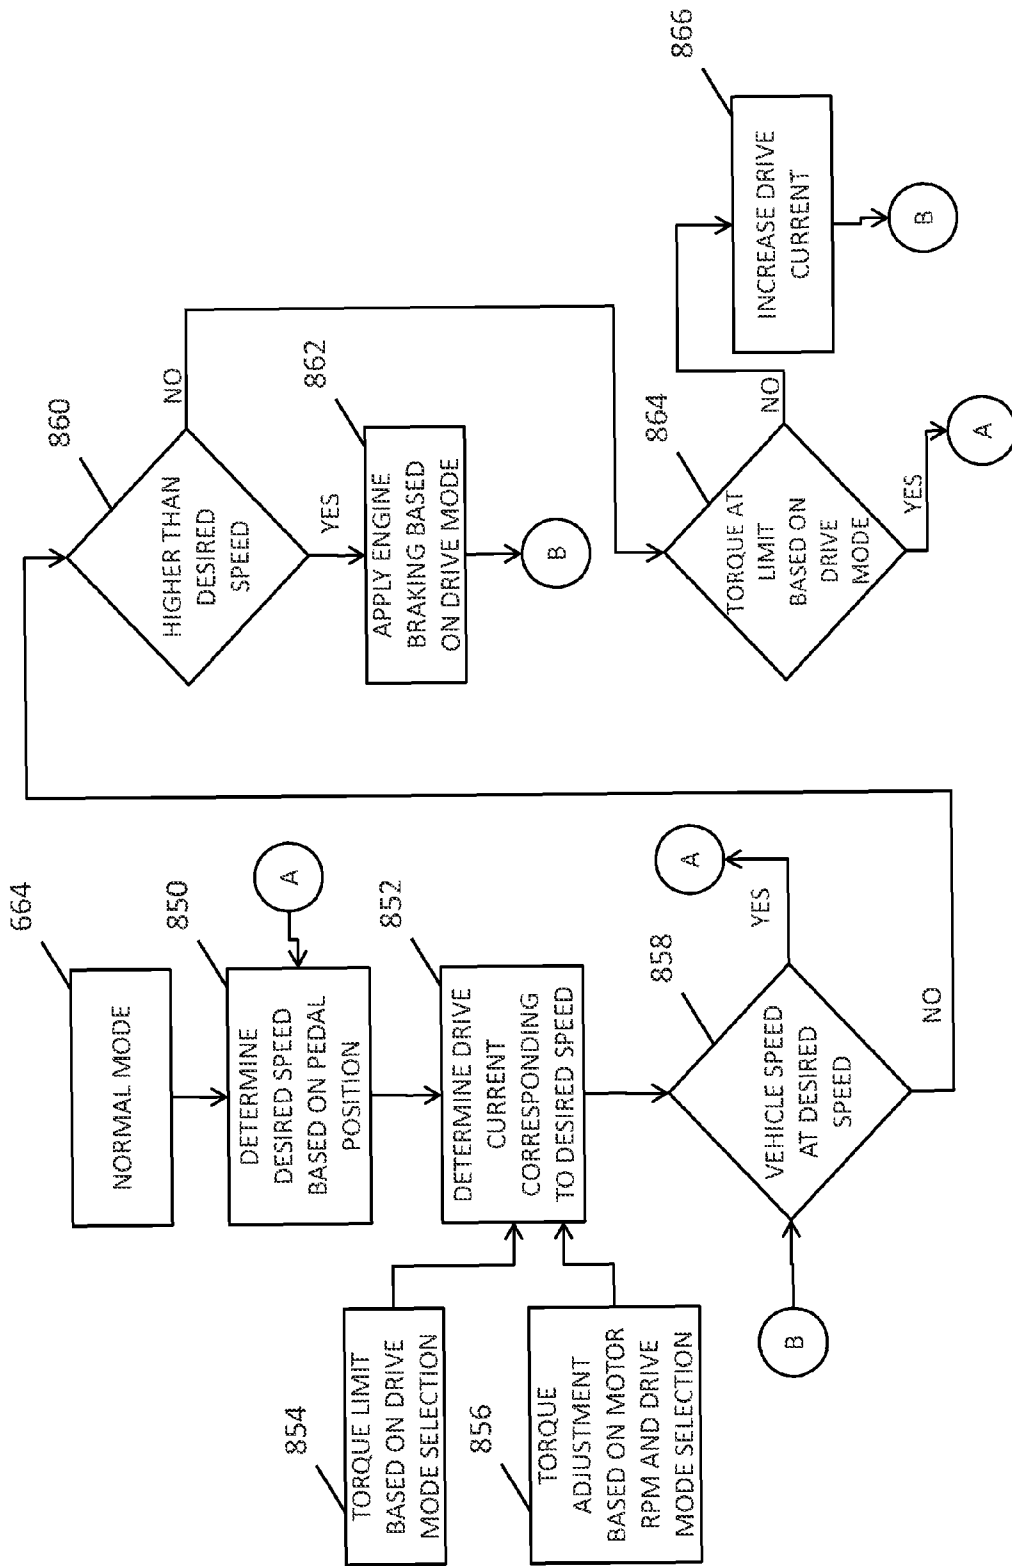 664
NORMAL MODE
850
DETERMINE
DESIRED SPEED
BASED ON PEDAL
POSITION
A
852
DETERMINE DRIVE
CURRENT
CORRESPONDING
TO DESIRED SPEED
854
TORQUE LIMIT
BASED ON DRIVE
MODE SELECTION
856
TORQUE
ADJUSTMENT
BASED ON MOTOR
RPM AND DRIVE
MODE SELECTION
858
VEHICLE SPEED
AT DESIRED
SPEED
YES
A
NO
B
860
HIGHER THAN
DESIRED
SPEED
NO
YES
862
APPLY ENGINE
BRAKING BASED
ON DRIVE MODE
B
864
TORQUE AT
LIMIT
BASED ON
DRIVE
MODE
NO
YES
A
866
INCREASE DRIVE
CURRENT
B